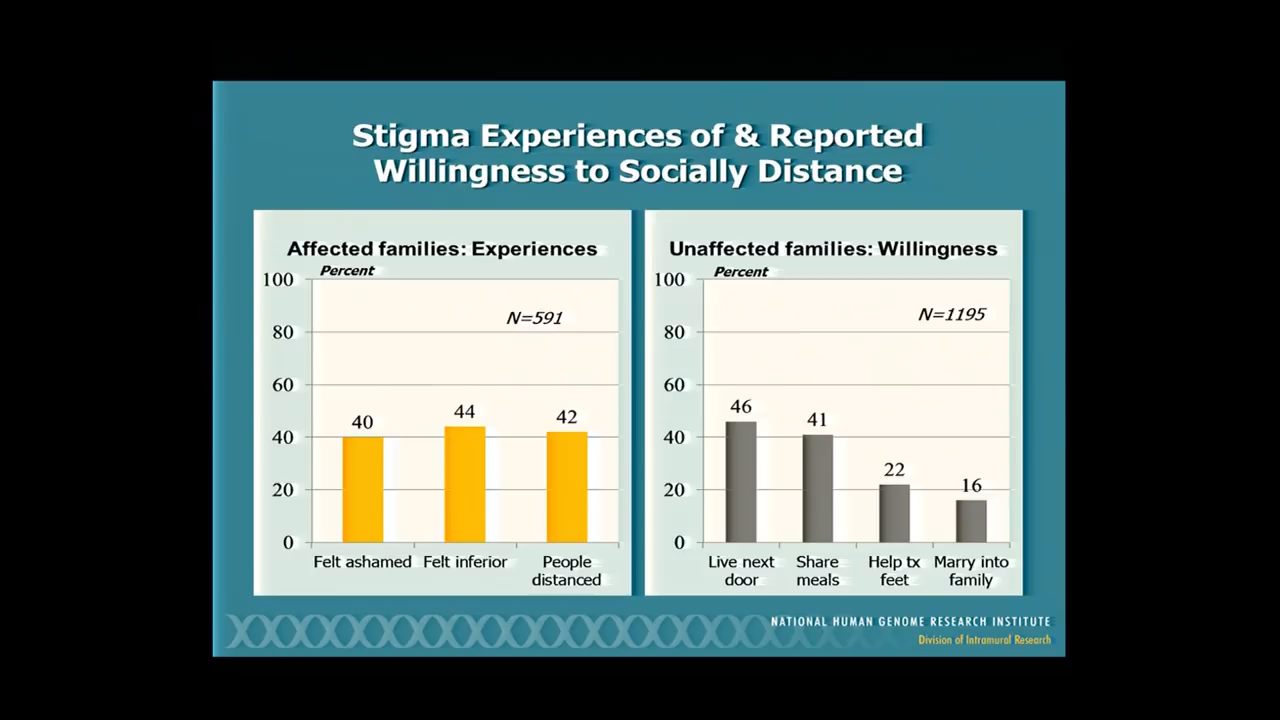 Stigma Experiences of & Reported
Willingness to Socially Distance
Affected families: Experiences
Percent
100
80
60
40
20
0
N=591
40
44
42
Felt ashamed
Felt inferior
People
distanced
Unaffected families: Willingness
Percent
100
80
60
40
20
0
N=1195
46
41
22
16
Live next
door
Share
meals
Help tx
feet
Marry into
family
NATIONAL HUMAN GENOME RESEARCH INSTITUTE
Division of Intramural Research